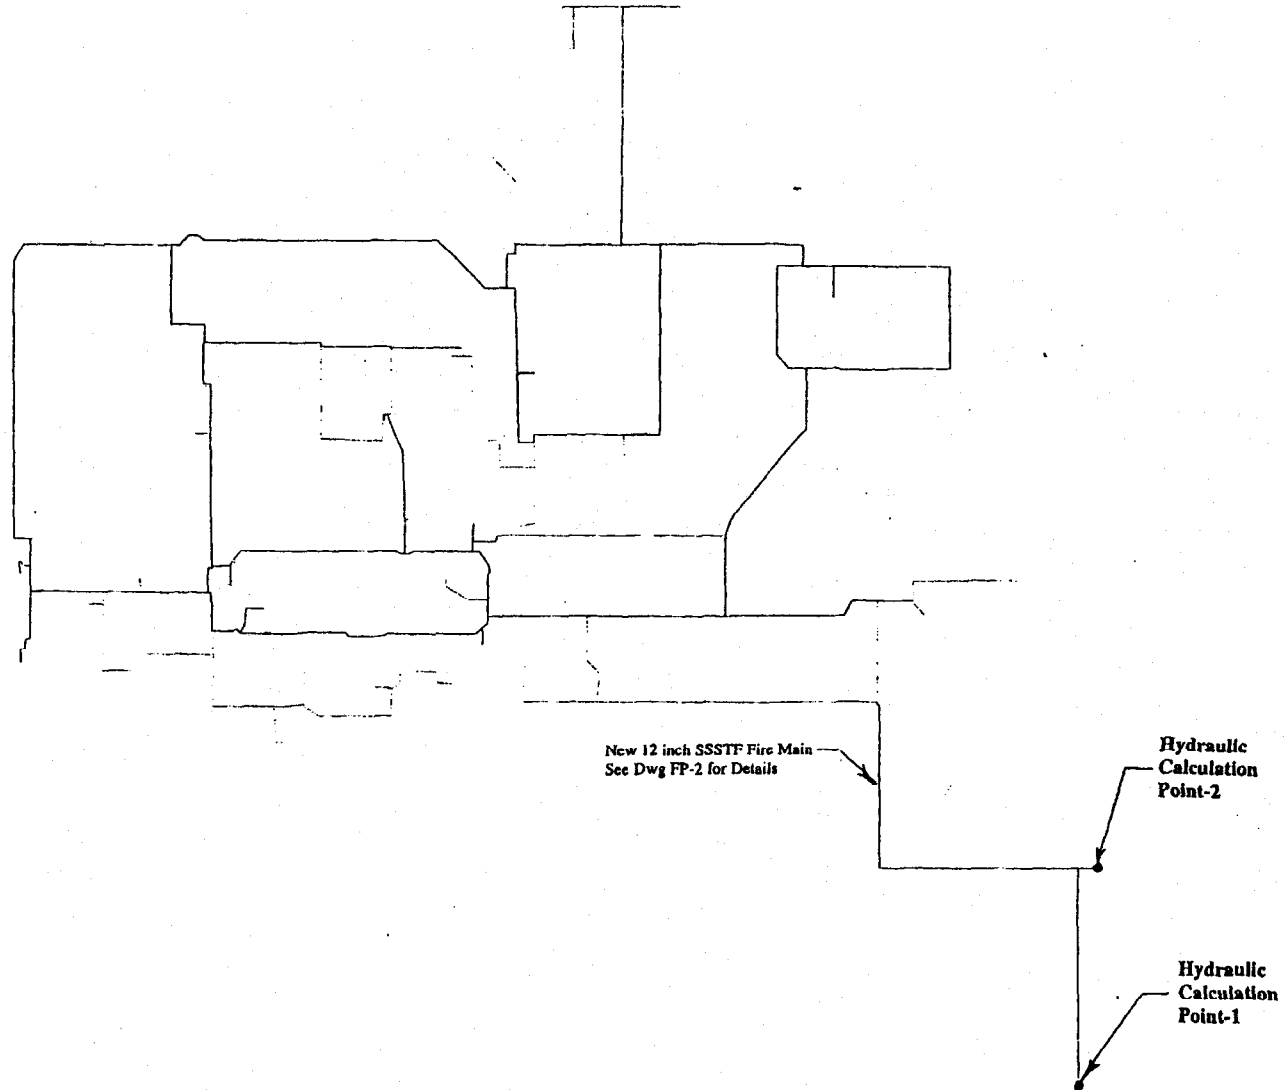 New 12 inch SSSTF Fire Main
See Dwg FP-2 for Details
Hydraulic
Calculation
Point-2
Hydraulic
Calculation
Point-1